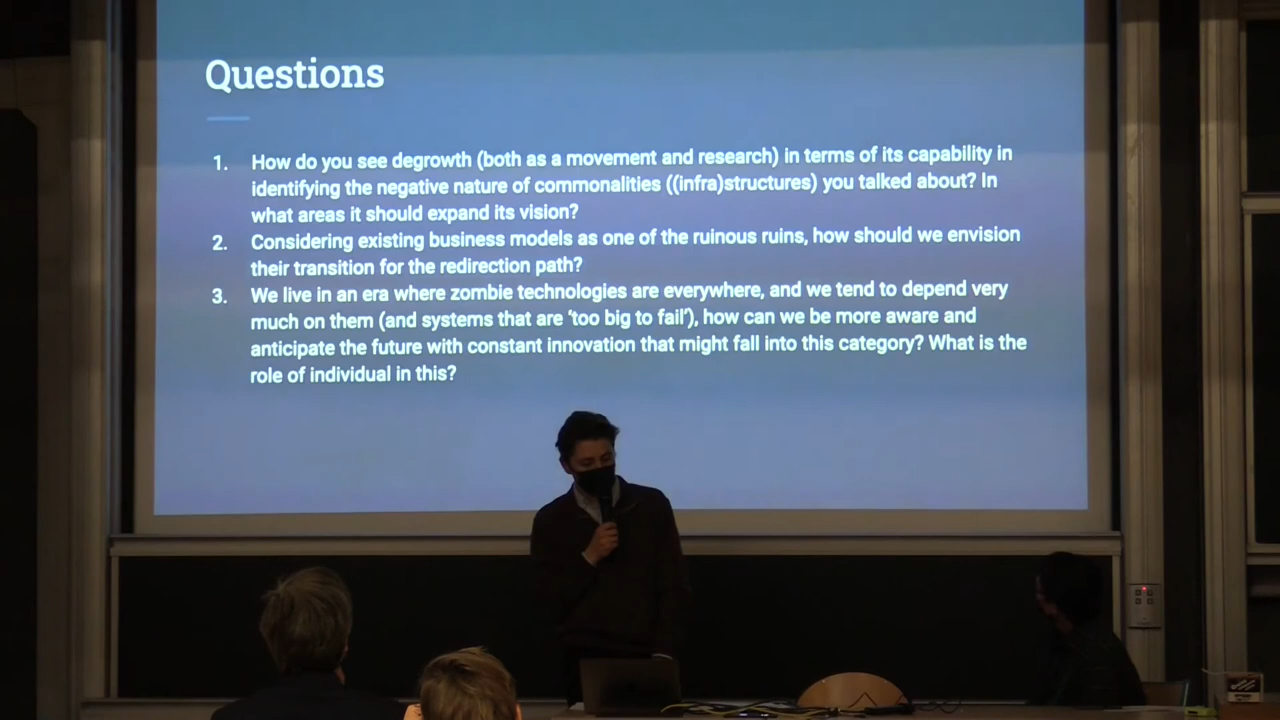 Questions
1. How do you see degrowth (both as a movement and research) in terms of its capability in
identifying the negative nature of commonalities ((infra)structures) you talked about? In
what areas it should expand its vision?
2. Considering existing business models as one of the ruinous ruins, how should we envision
their transition for the redirection path?
3. We live in an era where zombie technologies are everywhere, and we tend to depend very
much on them (and systems that are ‘too big to fail’), how can we be more aware and
anticipate the future with constant innovation that might fall into this category? What is the
role of individual in this?